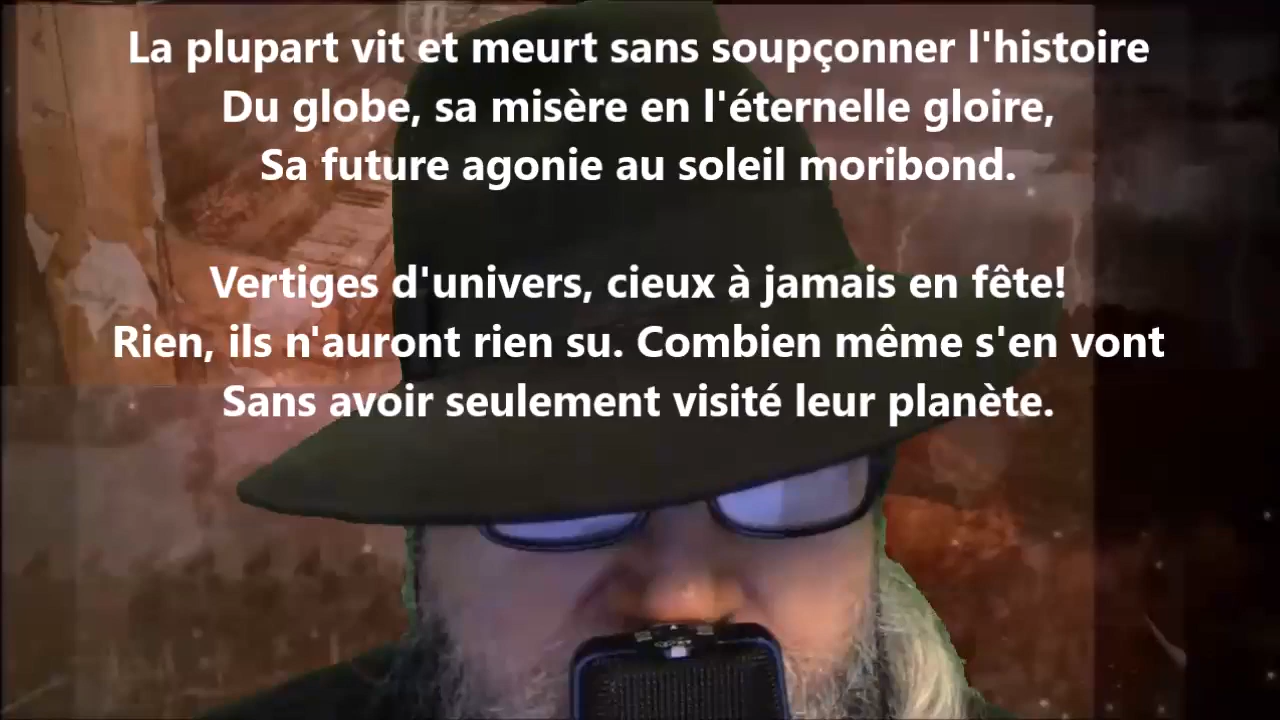 La plupart vit et meurt sans soupçonner l'histoire
Du globe, sa misère en l'éternelle gloire,
Sa future agonie au soleil moribond.
Vertiges d'univers, cieux à jamais en fête!
Rien, ils n'auront rien su. Combien même s'en vont
Sans avoir seulement visité leur planète.